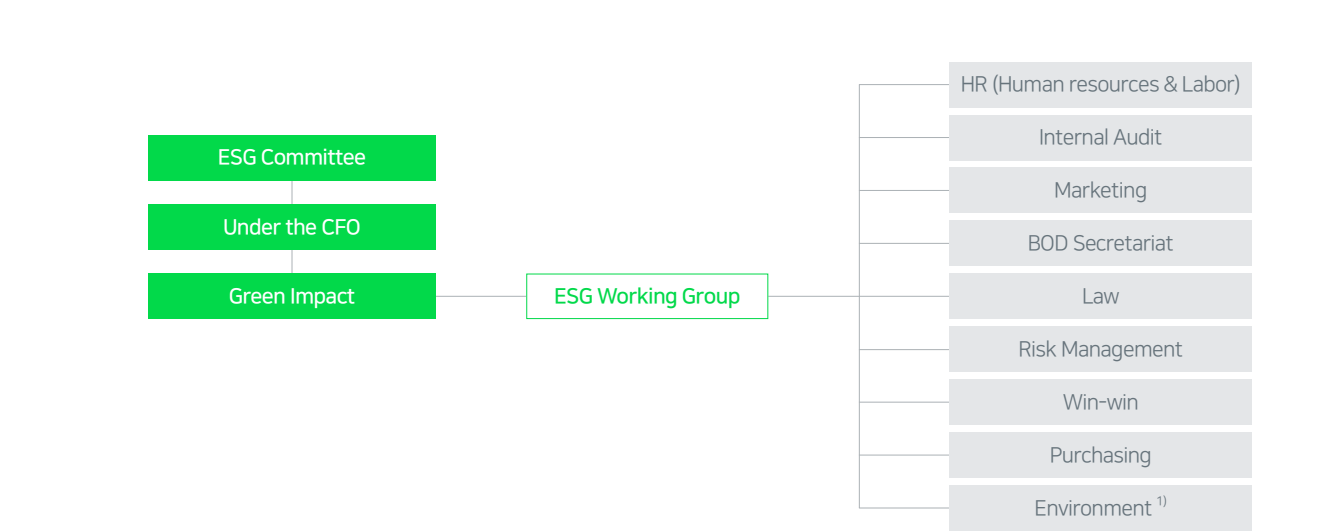 ESG Committee
Under the CFO
Green Impact
ESG Working Group
HR (Human resources & Labor)
Internal Audit
Marketing
BOD Secretariat
Law
Risk Management
Win-win
Purchasing
Environment 1)